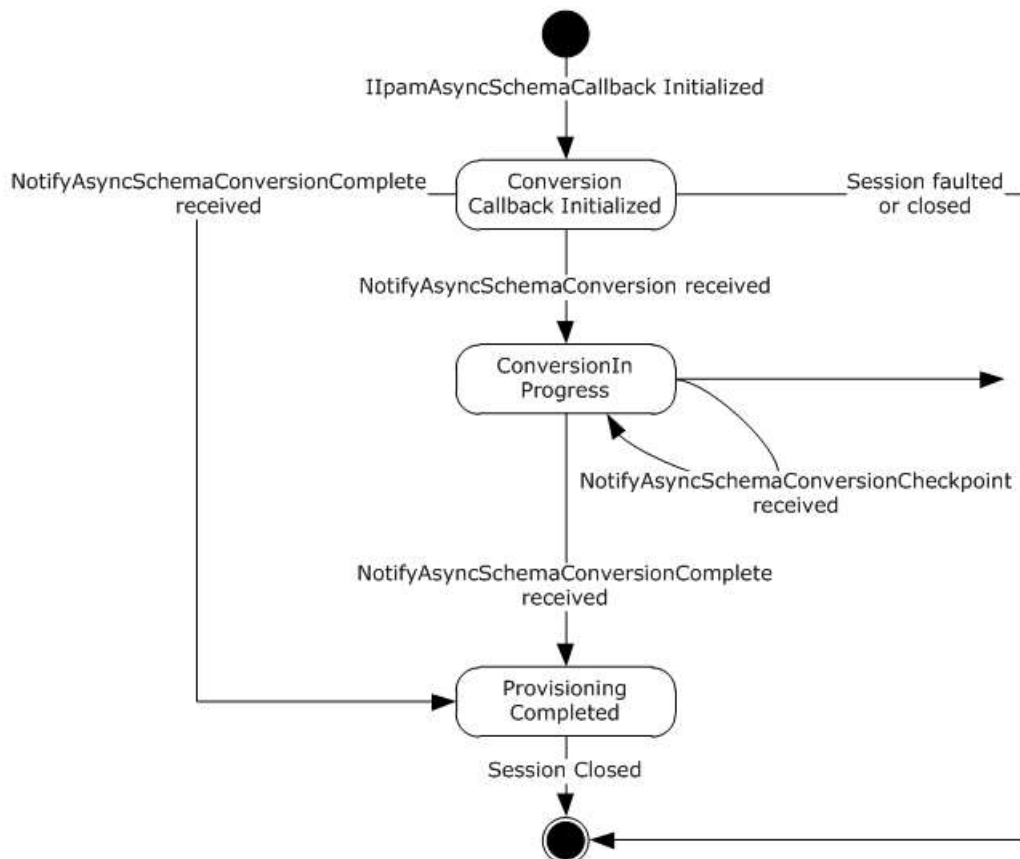 IIpamAsyncSchemaCallback Initialized
NotifyAsyncSchemaConversionComplete
received
Conversion
Callback Initialized
Session faulted
or closed
NotifyAsyncSchemaConversion received
ConversionIn
Progress
NotifyAsyncSchemaConversionCheckpoint
received
NotifyAsyncSchemaConversionComplete
received
Provisioning
Completed
Session Closed